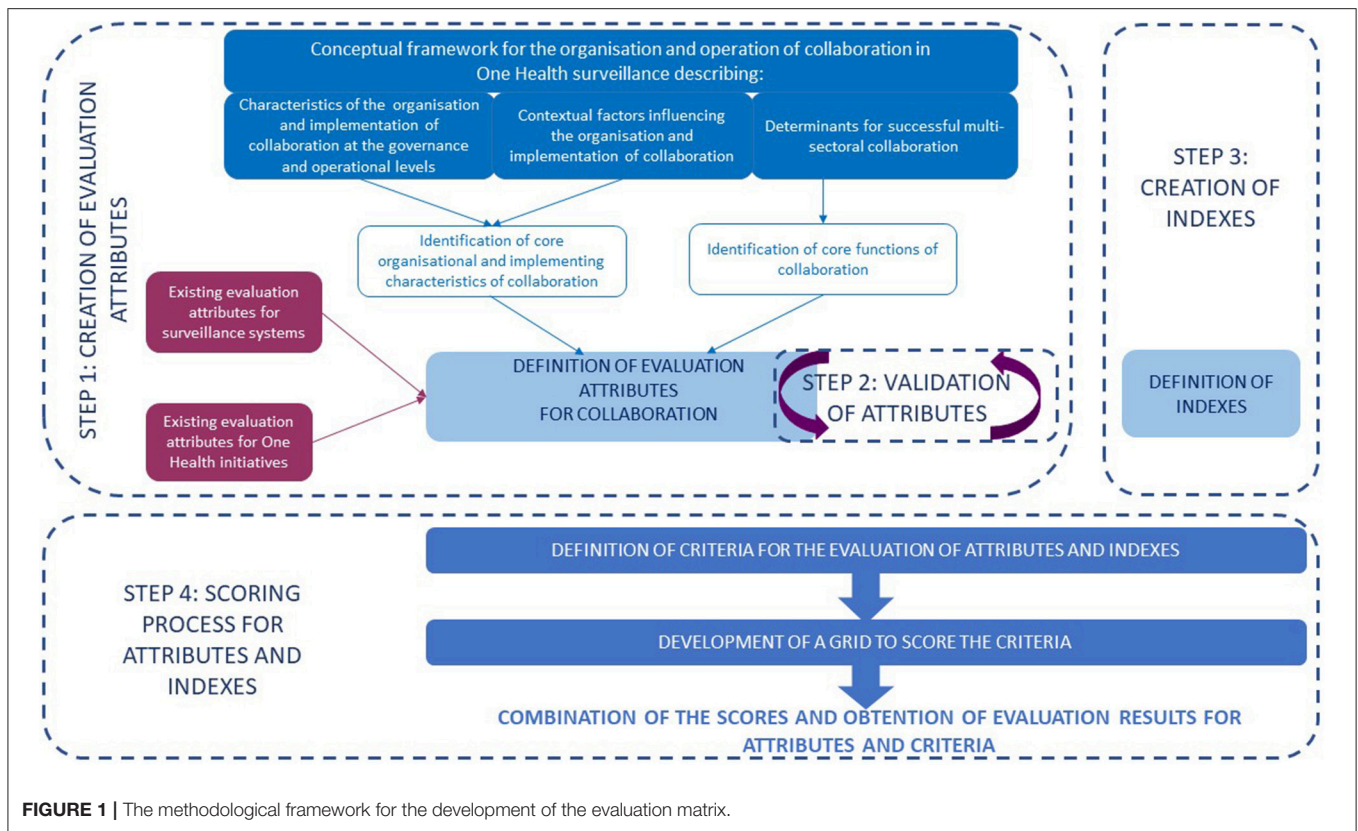 Conceptual framework for the organisation and operation of collaboration in
One Health surveillance describing:
Characteristics of the organisation
and implementation of
collaboration at the governance
and operational levels
Contextual factors influencing
the organisation and
implementation of collaboration
Determinants for successful multi-
sectoral collaboration
STEP 1: CREATION OF EVALUATION
ATTRIBUTES
Identification of core
organisational and implementing
characteristics of collaboration
Identification of core functions of
collaboration
Existing evaluation
attributes for
surveillance systems
Existing evaluation
attributes for One
Health initiatives
DEFINITION OF EVALUATION
ATTRIBUTES
FOR COLLABORATION
STEP 2: VALIDATION
OF ATTRIBUTES
STEP 3:
CREATION OF
INDEXES
DEFINITION OF
INDEXES
STEP 4: SCORING
PROCESS FOR
ATTRIBUTES AND
INDEXES
DEFINITION OF CRITERIA FOR THE EVALUATION OF ATTRIBUTES AND INDEXES
DEVELOPMENT OF A GRID TO SCORE THE CRITERIA
COMBINATION OF THE SCORES AND OBTENTION OF EVALUATION RESULTS FOR
ATTRIBUTES AND CRITERIA
FIGURE 1 | The methodological framework for the development of the evaluation matrix.